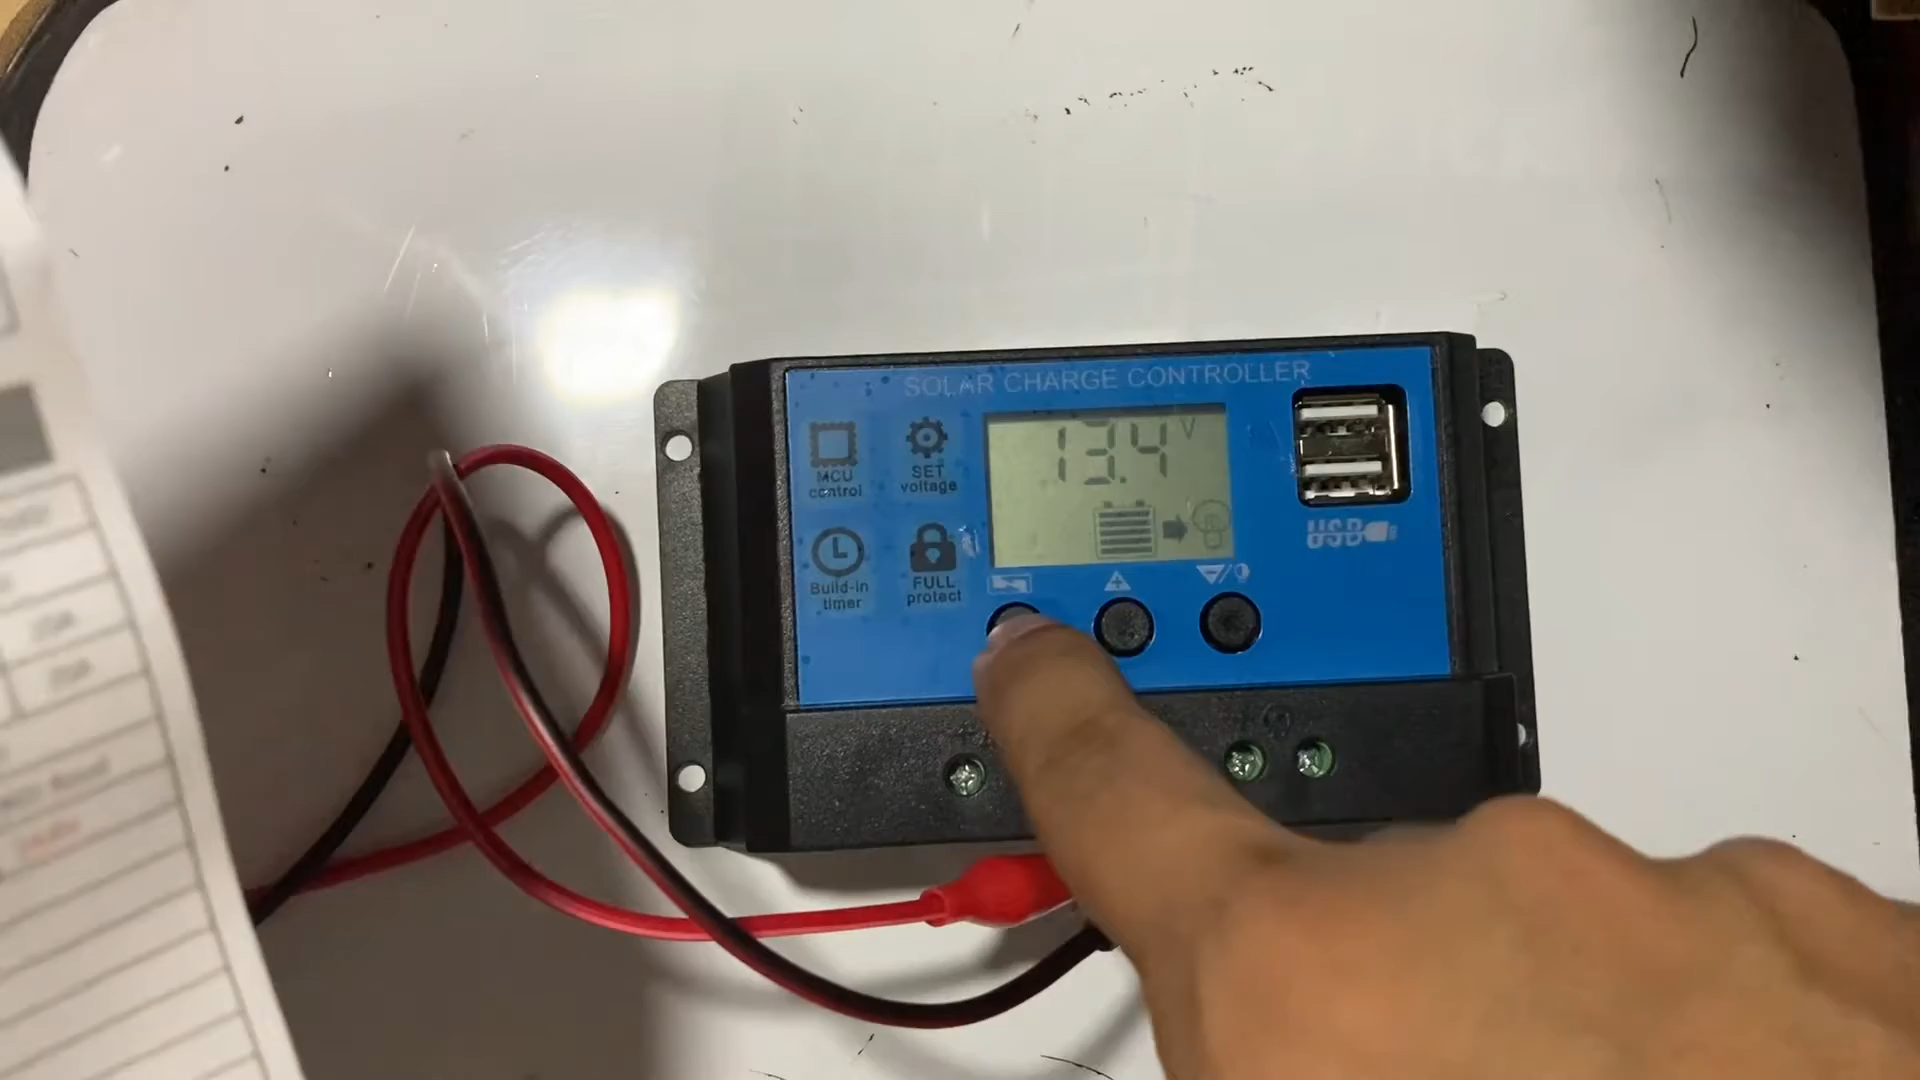 SOLAR CHARGE CONTROLLER
MCU
control
SET
voltage
13.4 V
Build-in
timer
FULL
protect
USB